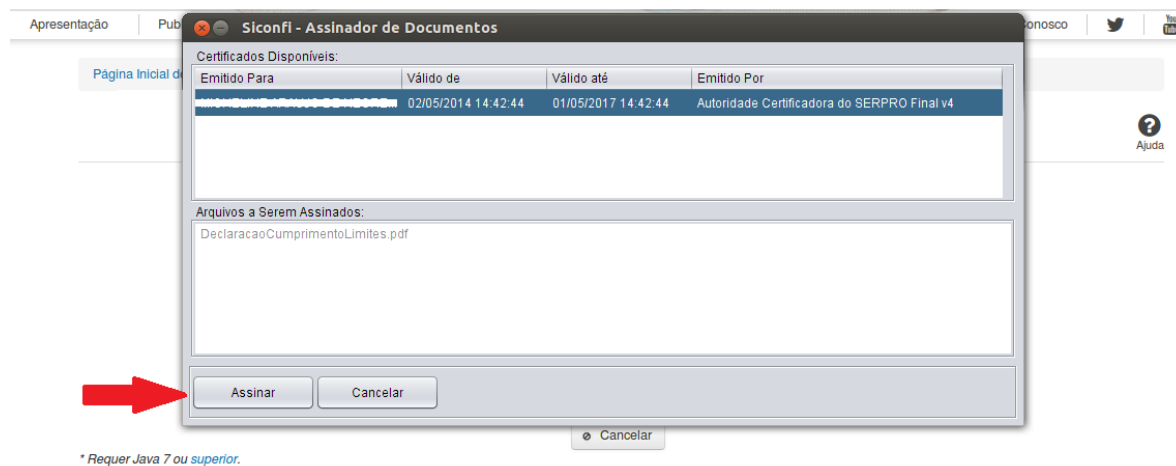 Apresentação Pub
Siconfi - Assinador de Documentos
onosco You Tube
Página Inicial d
Certificados Disponíveis:
Emitido Para Válido de Válido até Emitido Por
02/05/2014 14:42:44 01/05/2017 14:42:44 Autoridade Certificadora do SERPRO Final v4
?
Ajuda
Arquivos a Serem Assinados:
DeclaracaoCumprimentoLimites.pdf
Assinar Cancelar
Cancelar
* Requer Java 7 ou superior.